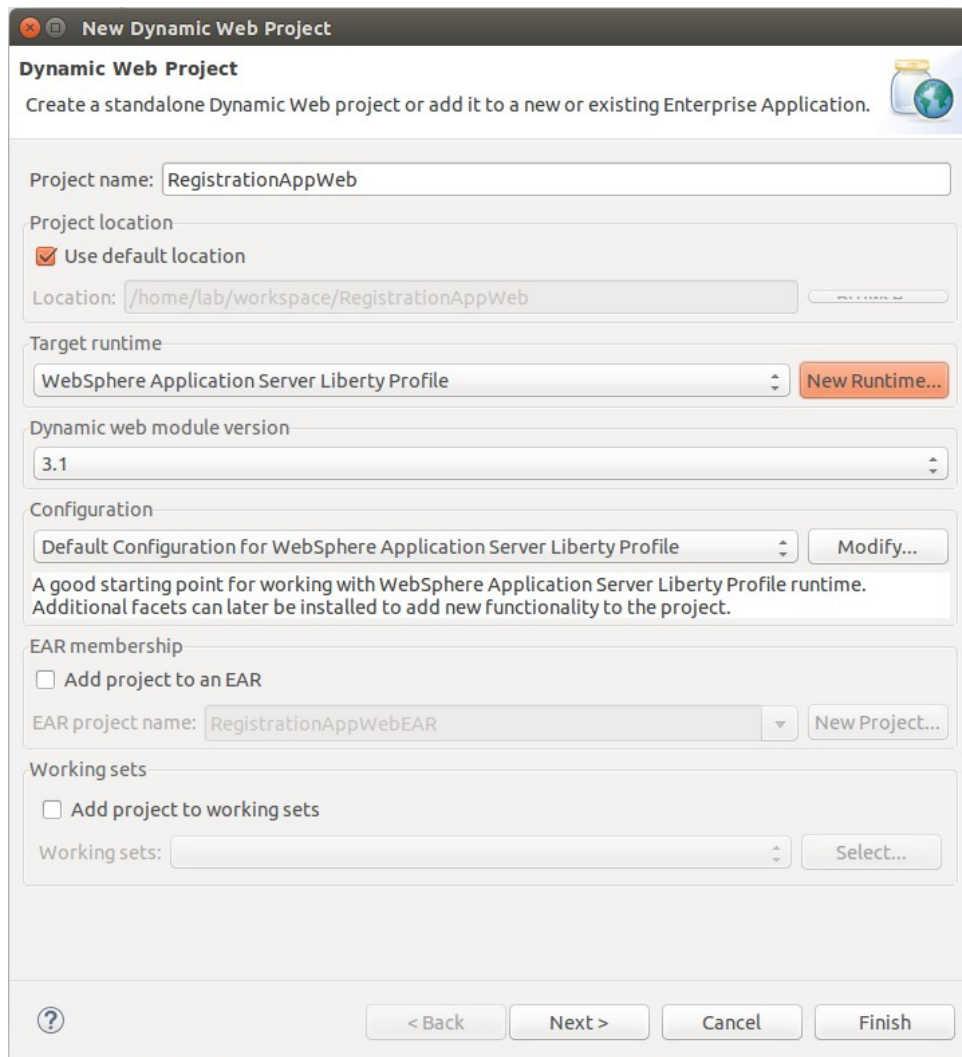 New Dynamic Web Project
Dynamic Web Project
Create a standalone Dynamic Web project or add it to a new or existing Enterprise Application.
Project name: RegistrationAppWeb
Project location
Use default location
Location: /home/lab/workspace/RegistrationAppWeb
Target runtime
WebSphere Application Server Liberty Profile New Runtime...
Dynamic web module version
3.1
Configuration
Default Configuration for WebSphere Application Server Liberty Profile Modify...
A good starting point for working with WebSphere Application Server Liberty Profile runtime.
Additional facets can later be installed to add new functionality to the project.
EAR membership
Add project to an EAR
EAR project name: RegistrationAppWebEAR New Project...
Working sets
Add project to working sets
Working sets: Select...
? < Back Next > Cancel Finish